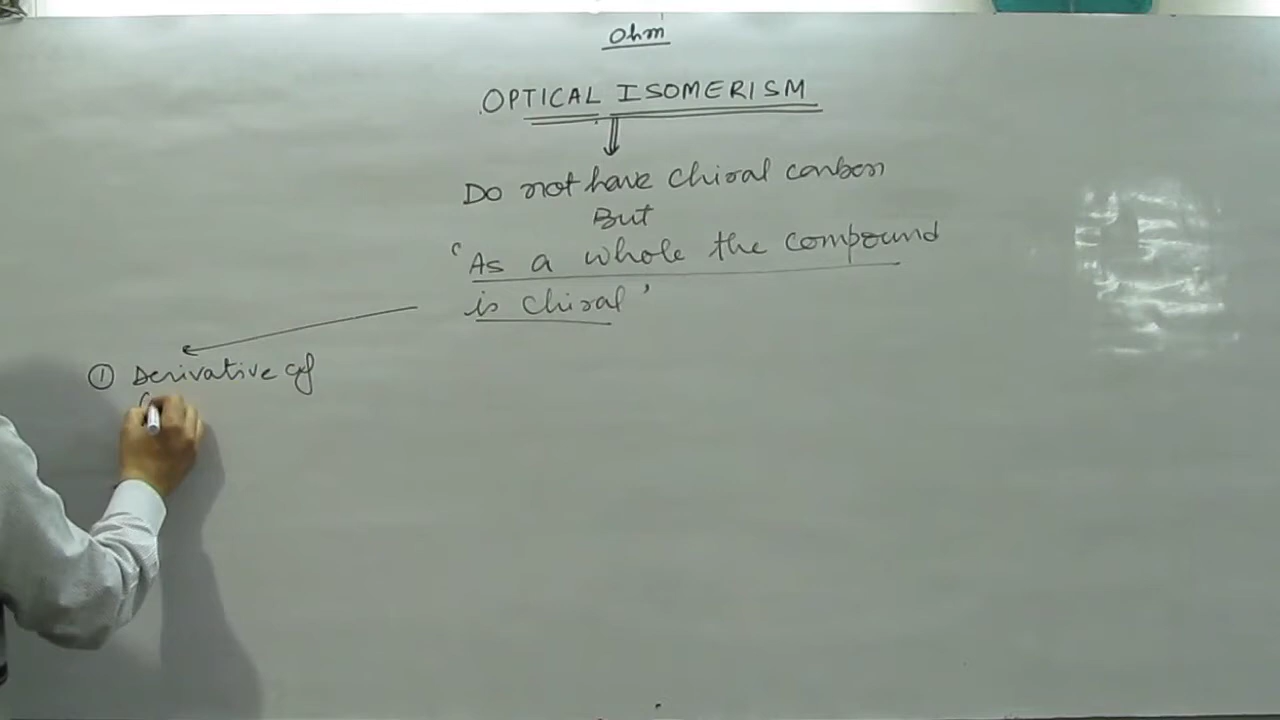 Ohm
OPTICAL ISOMERISM
Do not have chiral carbon
But
'As a whole the compound
is chiral'
① Derivative of